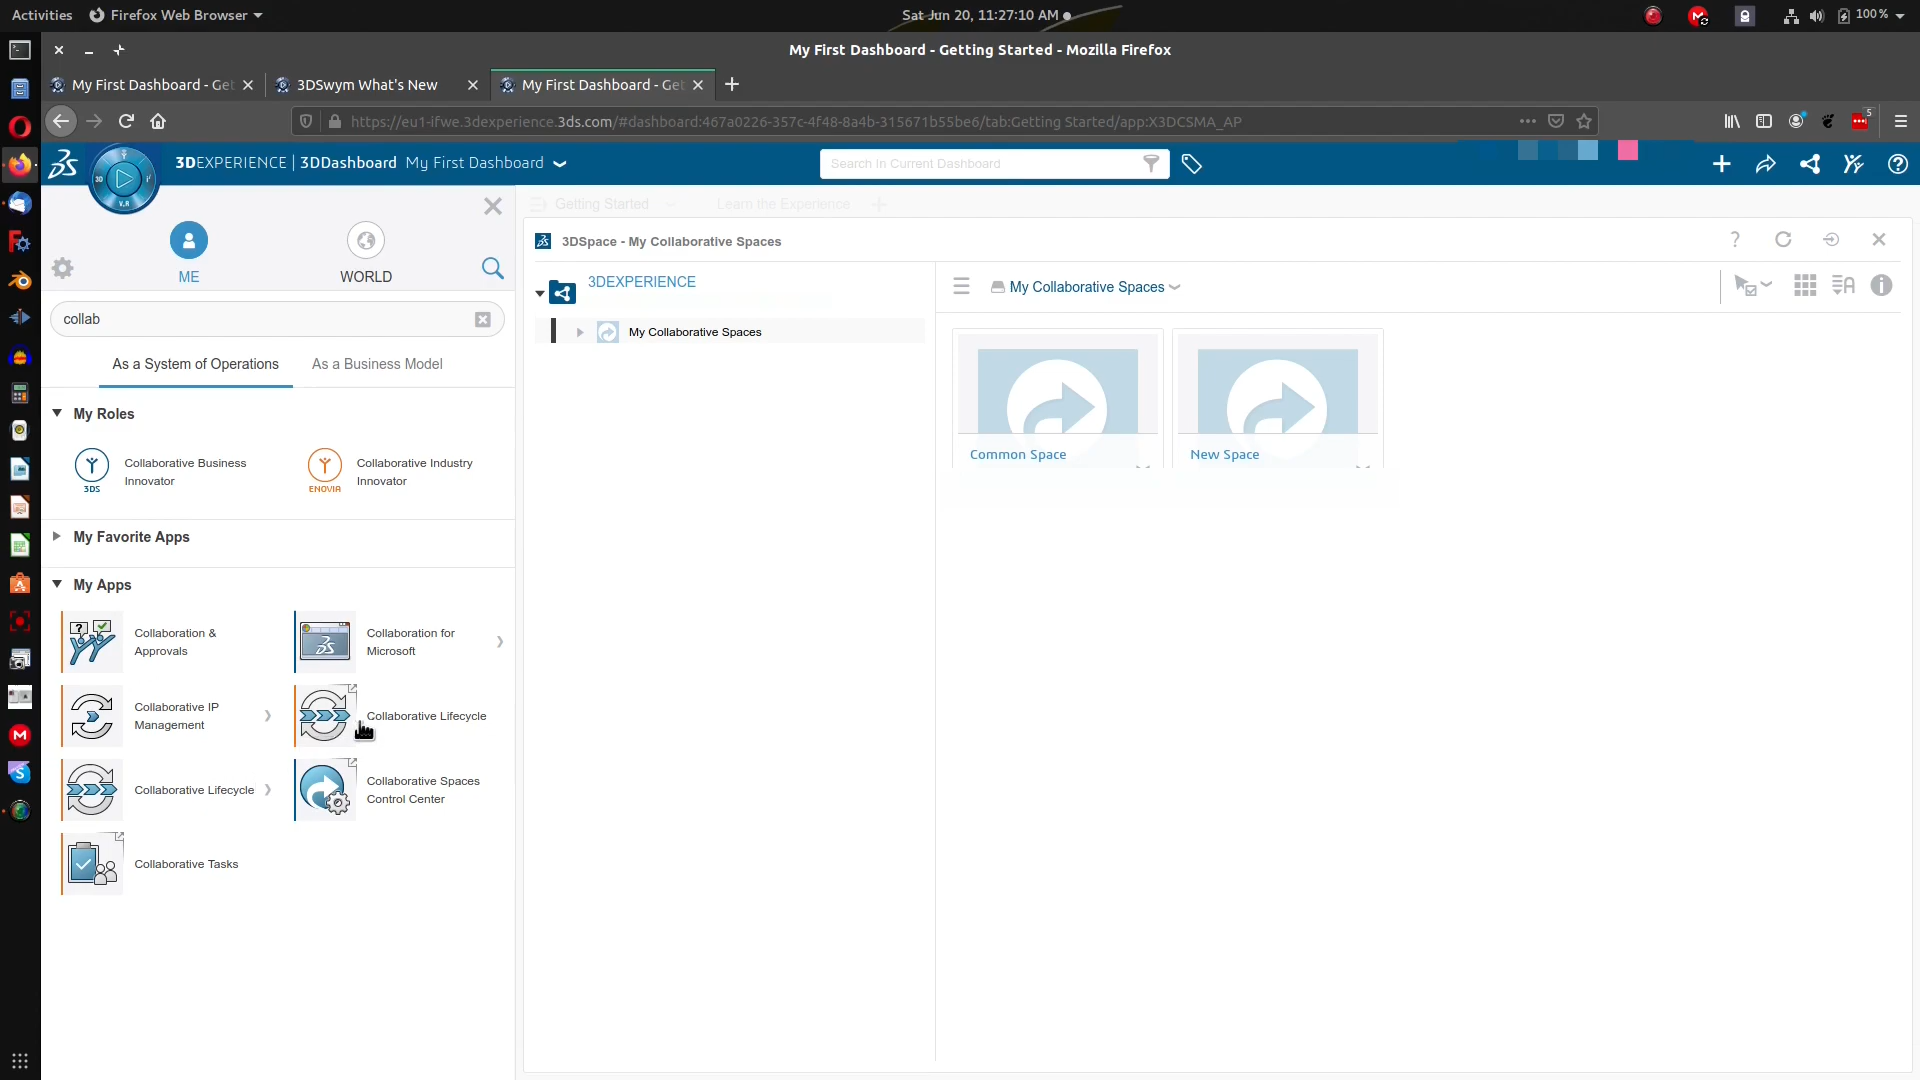 Activities
Firefox Web Browser
Sat Jun 20, 11:27:10 AM
100 %
My First Dashboard - Getting Started - Mozilla Firefox
My First Dashboard - Get
3DSwym What's New
My First Dashboard - Get
https://eu1-ifwe.3dexperience.3ds.com/#dashboard:467a0226-357c-4f48-8a4b-315671b55be6/tab:Getting Started/app:X3DCSMA_AP
5
3DEXPERIENCE | 3DDashboard My First Dashboard
Search in Current Dashboard
3D
V.R
Getting Started
Learn the Experience
ME
WORLD
collab
As a System of Operations
As a Business Model
My Roles
Collaborative Business
Innovator
3DS
Collaborative Industry
Innovator
ENOVIA
My Favorite Apps
My Apps
Collaboration &
Approvals
Collaboration for
Microsoft
Collaborative IP
Management
Collaborative Lifecycle
Collaborative Lifecycle
Collaborative Spaces
Control Center
Collaborative Tasks
3DSpace - My Collaborative Spaces
3DEXPERIENCE
My Collaborative Spaces
My Collaborative Spaces
Common Space
New Space